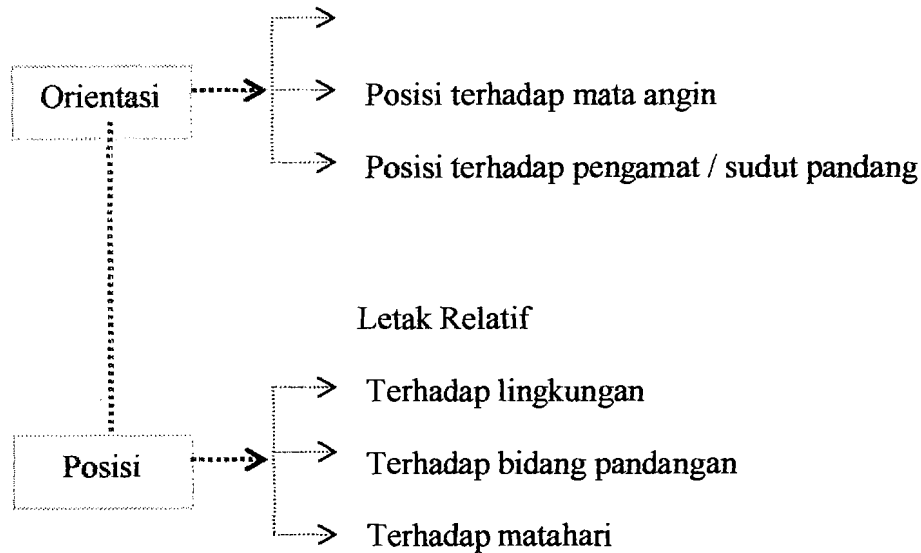 Orientasi
Posisi terhadap mata angin
Posisi terhadap pengamat / sudut pandang
Letak Relatif
Terhadap lingkungan
Posisi
Terhadap bidang pandangan
Terhadap matahari